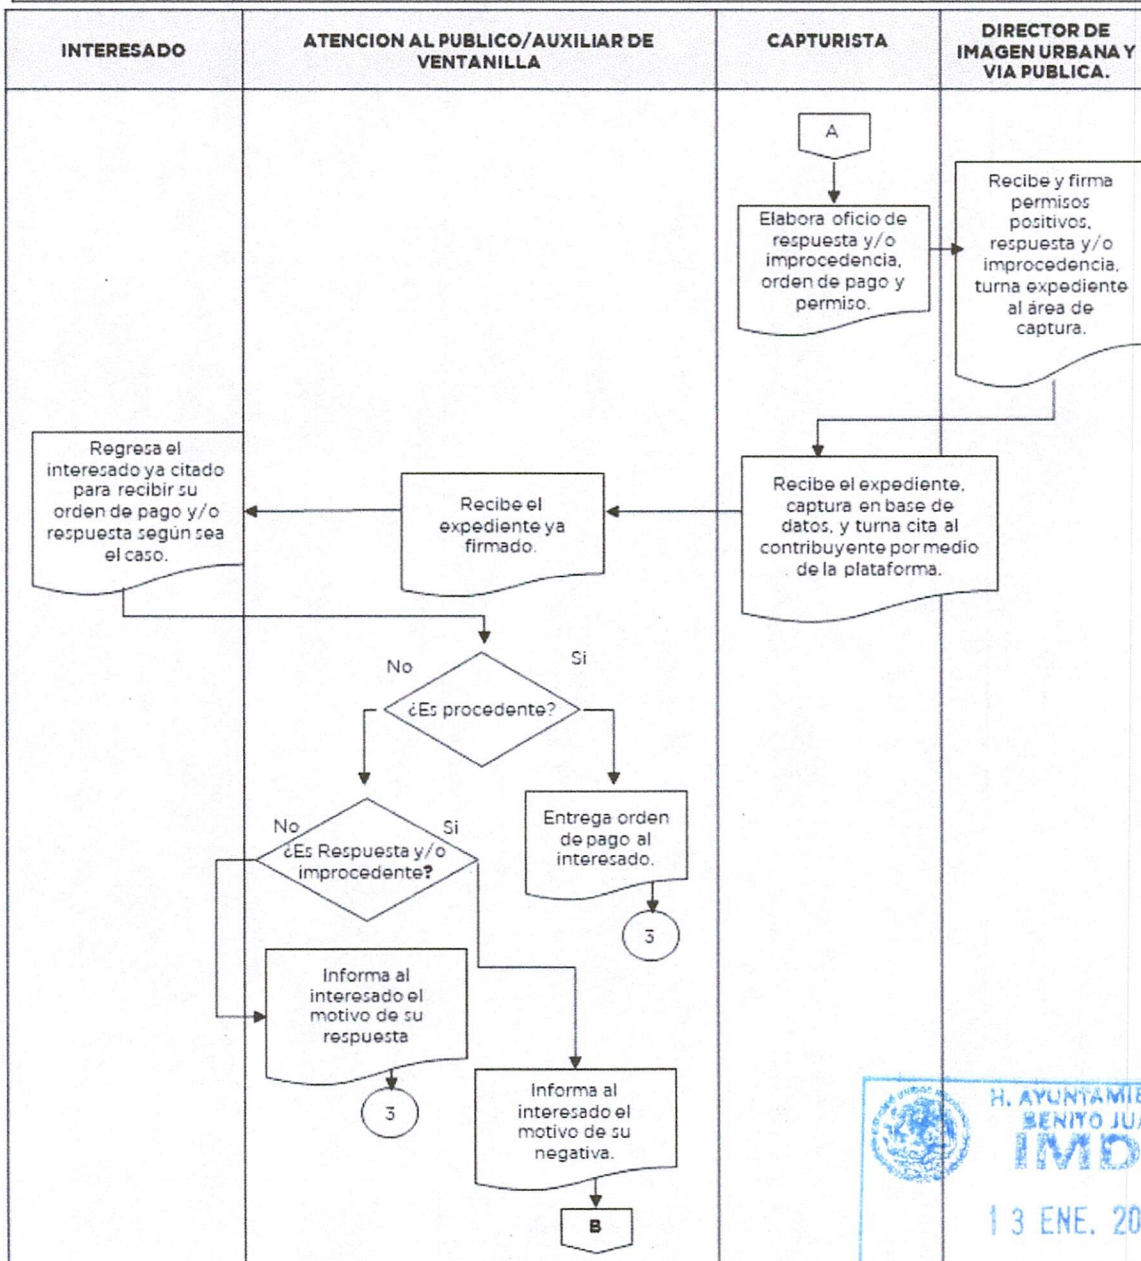 INTERESADO
ATENCION AL PUBLICO/AUXILIAR DE
VENTANILLA
CAPTURISTA
DIRECTOR DE
IMAGEN URBANA Y
VIA PUBLICA.
A
Elabora oficio de
respuesta y/o
improcedencia,
orden de pago y
permiso.
Recibe y firma
permisos
positivos,
respuesta y/o
improcedencia,
turna expediente
al área de
captura.
Regresa el
interesado ya citado
para recibir su
orden de pago y/o
respuesta según sea
el caso.
Recibe el
expediente ya
firmado.
Recibe el expediente,
captura en base de
datos, y turna cita al
contribuyente por medio
de la plataforma.
No
Si
¿Es procedente?
No
Si
¿Es Respuesta y/o
improcedente?
Entrega orden
de pago al
interesado.
3
Informa al
interesado el
motivo de su
respuesta
3
Informa al
interesado el
motivo de su
negativa.
B
H. AYUNTAMIE
BENITO JUA
IMD
13 ENE. 20